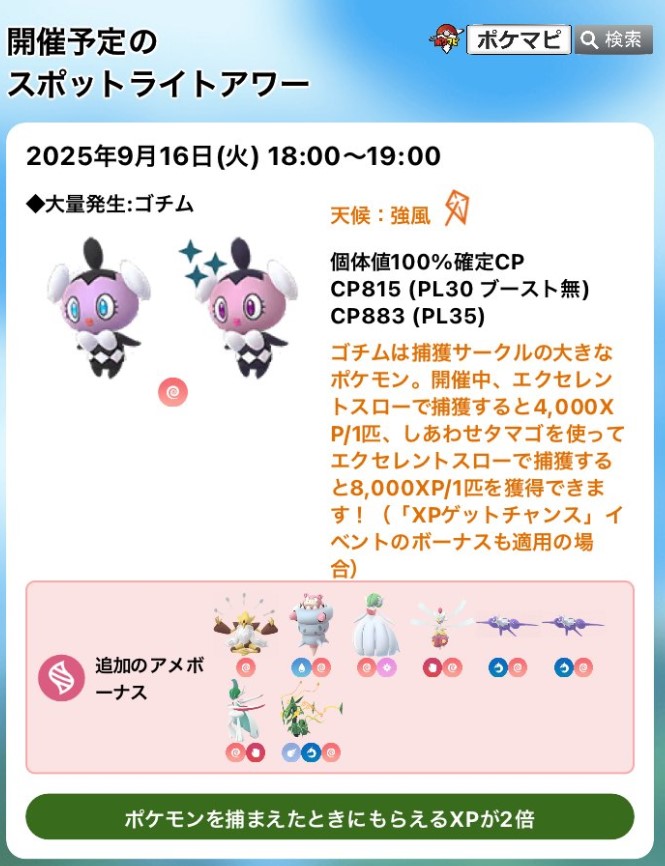 開催予定の
スポットライトアワー
ポケマピ
検索
2025年9月16日(火) 18:00〜19:00
◆大量発生:ゴチム
天候：強風
個体値100%確定CP
CP815 (PL30 ブースト無)
CP883 (PL35)
ゴチムは捕獲サークルの大きな
ポケモン。開催中、エクセレン
トスローで捕獲すると4,000X
P/1匹、しあわせタマゴを使って
エクセレントスローで捕獲する
と8,000XP/1匹を獲得できま
す！（「XPゲットチャンス」イ
ベントのボーナスも適用の場
合）
追加のアメボ
ーナス
ポケモンを捕まえたときにもらえるXPが2倍